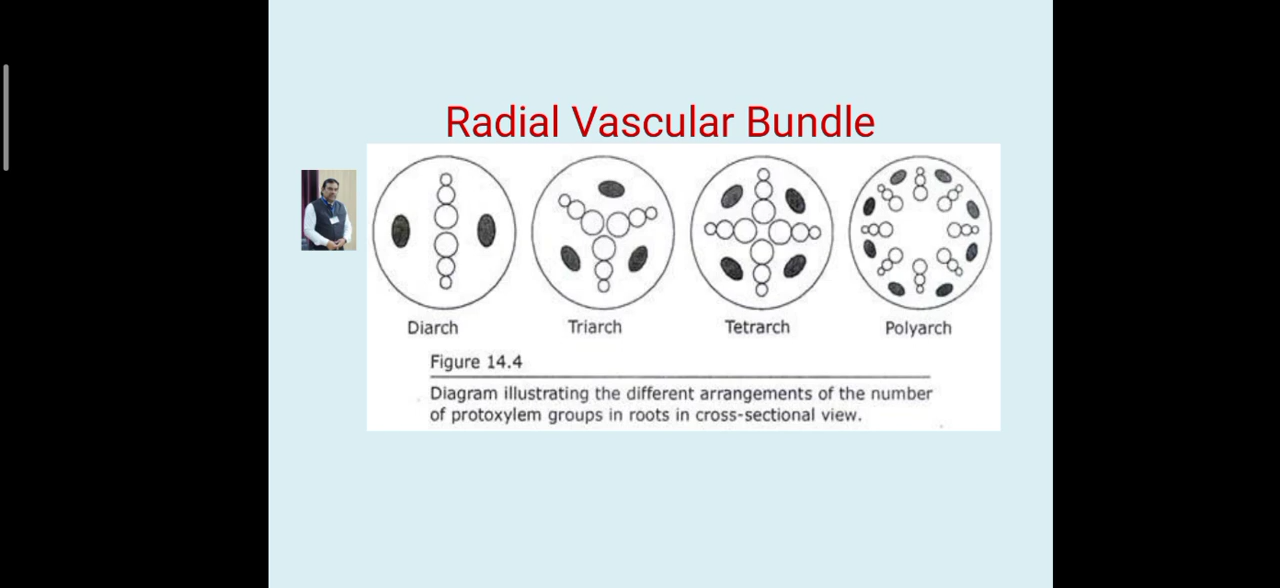 Radial Vascular Bundle
Diarch
Triarch
Tetrarch
Polyarch
Figure 14.4
Diagram illustrating the different arrangements of the number
of protoxylem groups in roots in cross-sectional view.